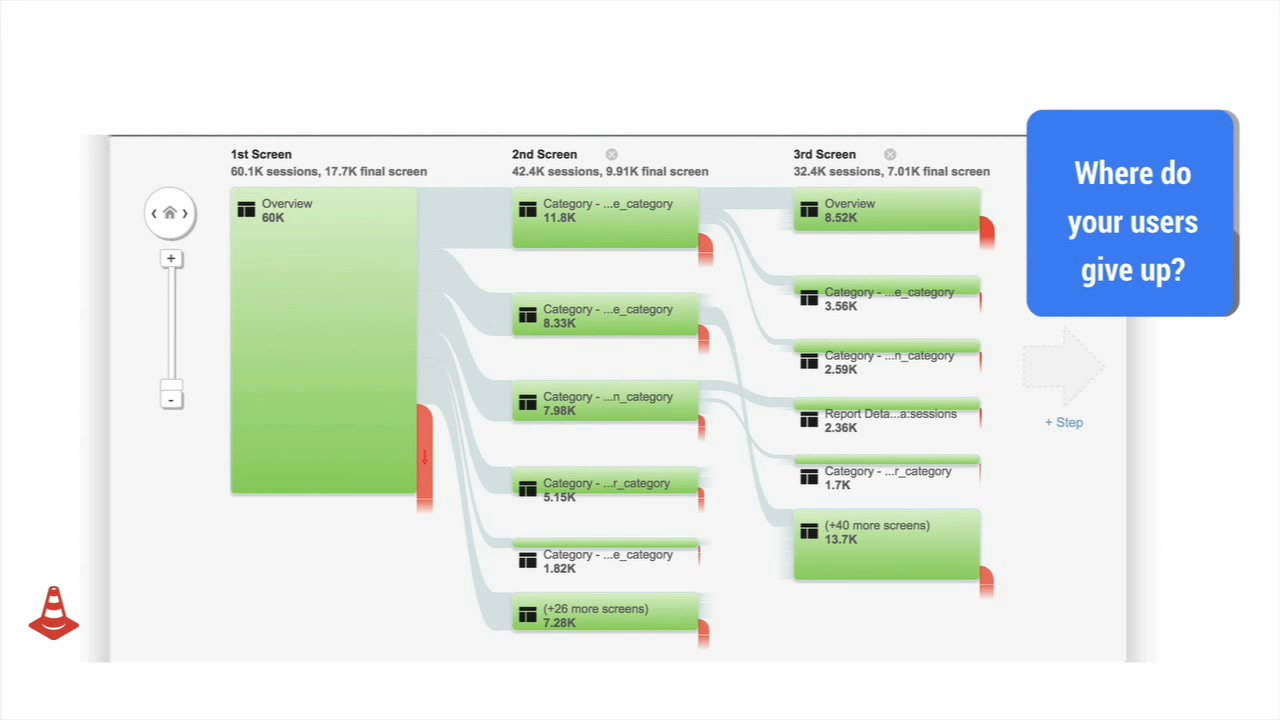 1st Screen
60.1K sessions, 17.7K final screen
Overview
60K
+
-
2nd Screen
42.4K sessions, 9.91K final screen
Category - ...e_category
11.8K
Category - ...e_category
8.33K
Category - ...n_category
7.98K
Category - ...r_category
5.15K
Category - ...e_category
1.82K
(+26 more screens)
7.28K
3rd Screen
32.4K sessions, 7.01K final screen
Overview
8.52K
Category - ...e_category
3.56K
Category - ...n_category
2.59K
Report Deta...a:sessions
2.36K
Category - ...r_category
1.7K
(+40 more screens)
13.7K
+ Step
Where do
your users
give up?